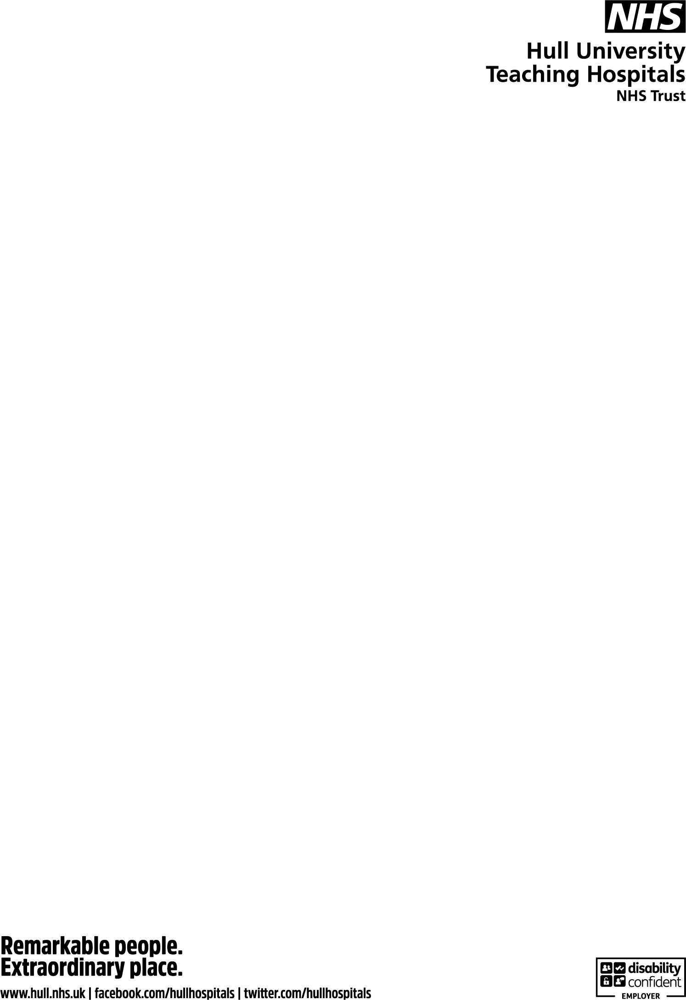 NHS
Hull University
Teaching Hospitals
NHS Trust
Remarkable people.
Extraordinary place.
www.hull.nhs.uk | facebook.com/hullhospitals | twitter.com/hullhospitals
disability
confident
EMPLOYER